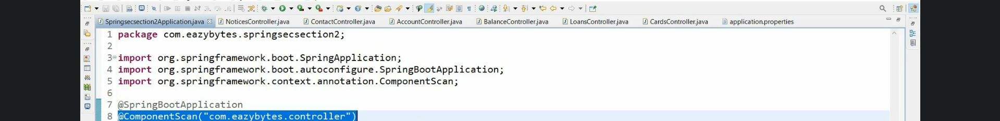 Springsecsection2Application.java NoticesController.java ContactController.java AccountController.java BalanceController.java LoansController.java CardsController.java application.properties
1 package com.eazybytes.springsecsection2;
2
3 import org.springframework.boot.SpringApplication;
4 import org.springframework.boot.autoconfigure.SpringBootApplication;
5 import org.springframework.context.annotation.ComponentScan;
6
7 @SpringBootApplication
8 @ComponentScan("com.eazybytes.controller")